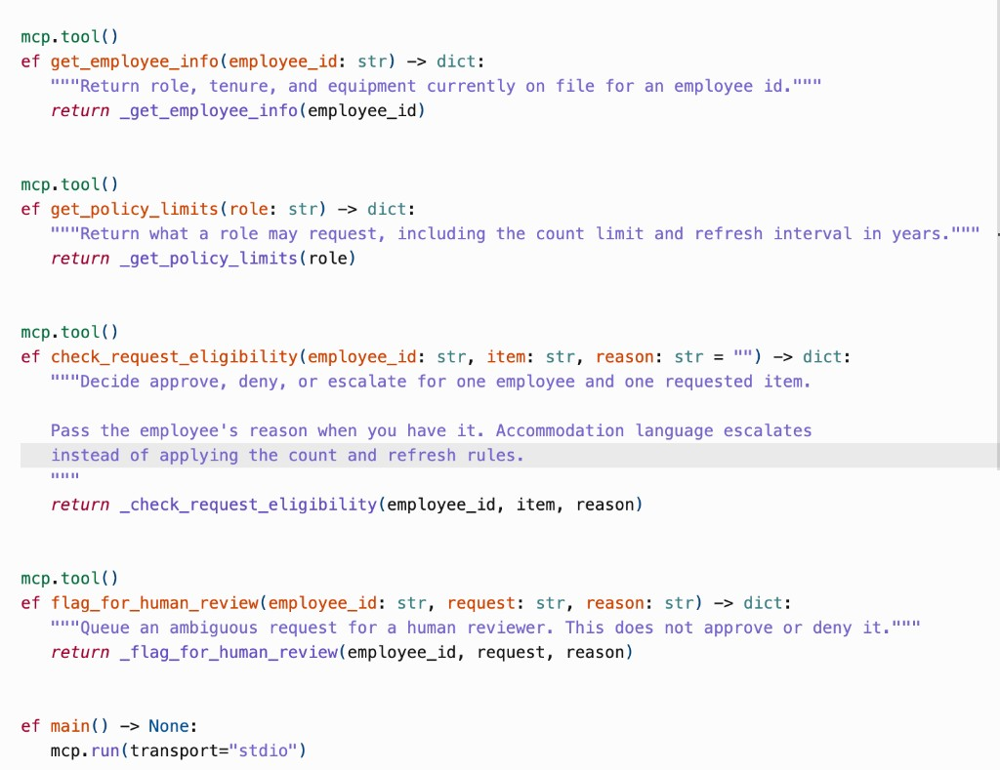 mcp.tool()
ef get_employee_info(employee_id: str) -> dict:
"""Return role, tenure, and equipment currently on file for an employee id."""
return _get_employee_info(employee_id)
mcp.tool()
ef get_policy_limits(role: str) -> dict:
"""Return what a role may request, including the count limit and refresh interval in years."""
return _get_policy_limits(role)
mcp.tool()
ef check_request_eligibility(employee_id: str, item: str, reason: str = "") -> dict:
"""Decide approve, deny, or escalate for one employee and one requested item.
Pass the employee's reason when you have it. Accommodation language escalates
instead of applying the count and refresh rules.
"""
return _check_request_eligibility(employee_id, item, reason)
mcp.tool()
ef flag_for_human_review(employee_id: str, request: str, reason: str) -> dict:
"""Queue an ambiguous request for a human reviewer. This does not approve or deny it."""
return _flag_for_human_review(employee_id, request, reason)
ef main() -> None:
mcp.run(transport="stdio")